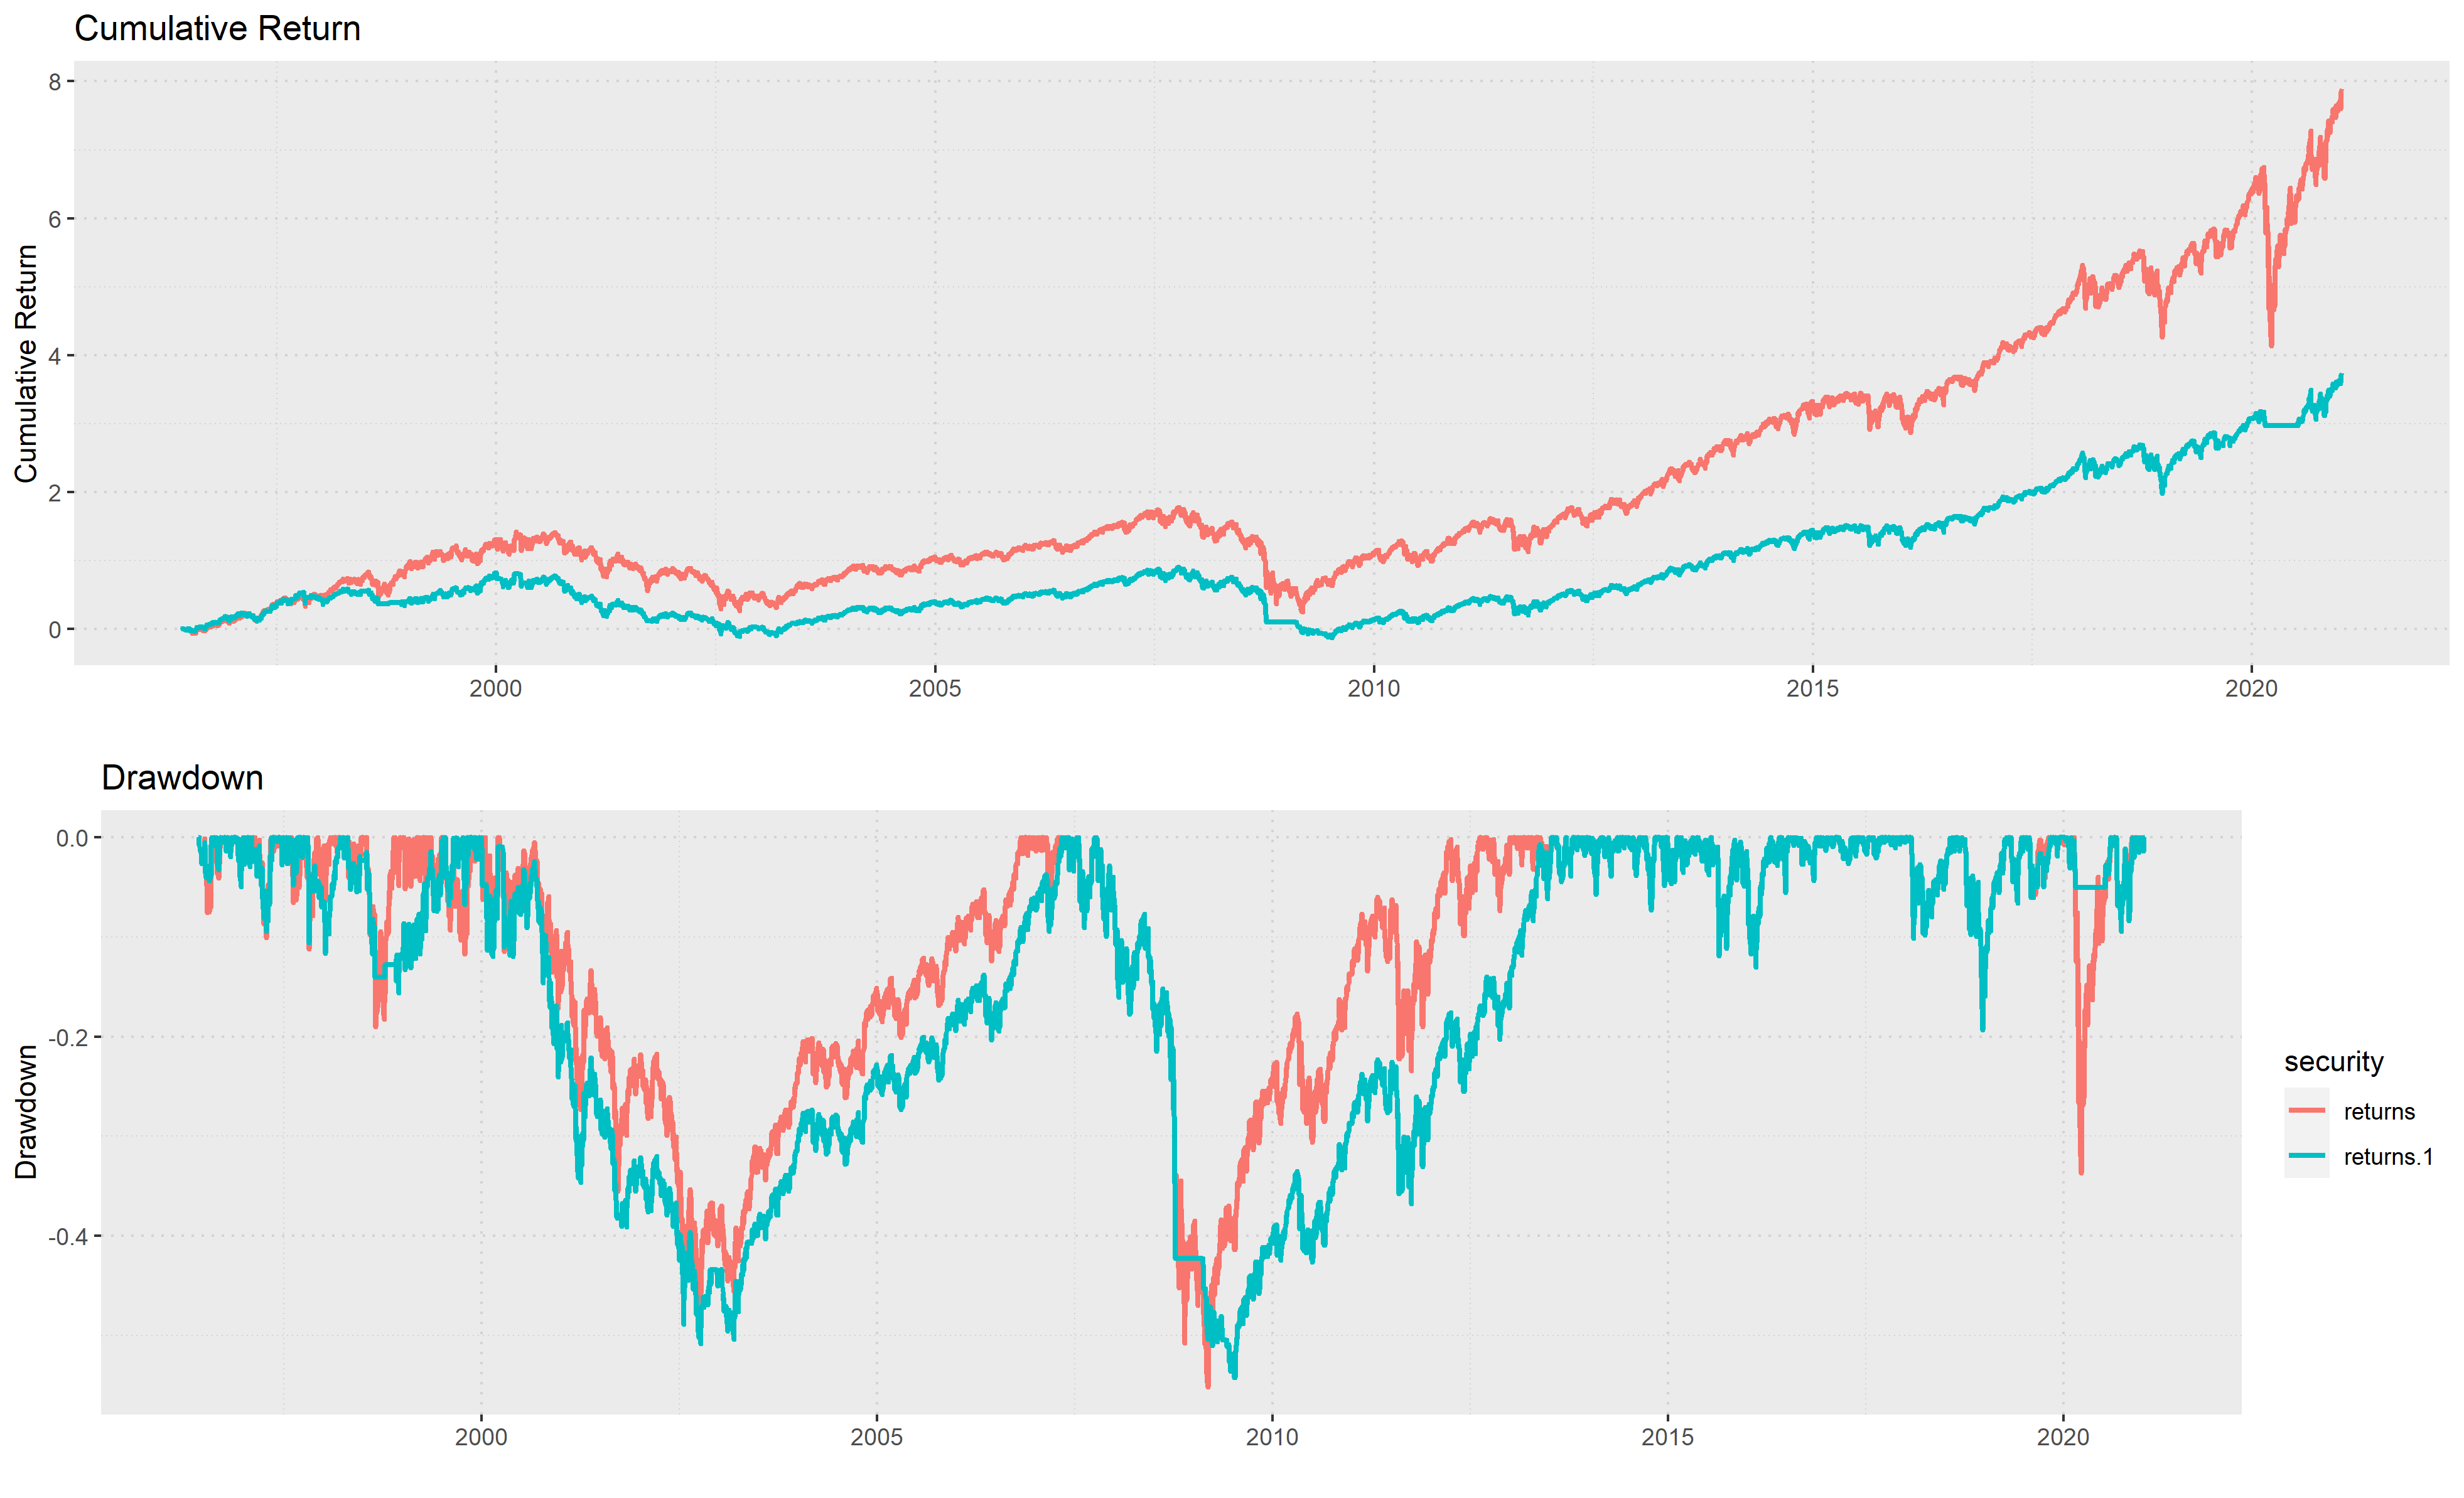 Cumulative Return
Cumulative Return
8
6
4
2
0
2000 2005 2010 2015 2020
Drawdown
Drawdown
0.0
-0.2
-0.4
2000 2005 2010 2015 2020
security
returns
returns.1